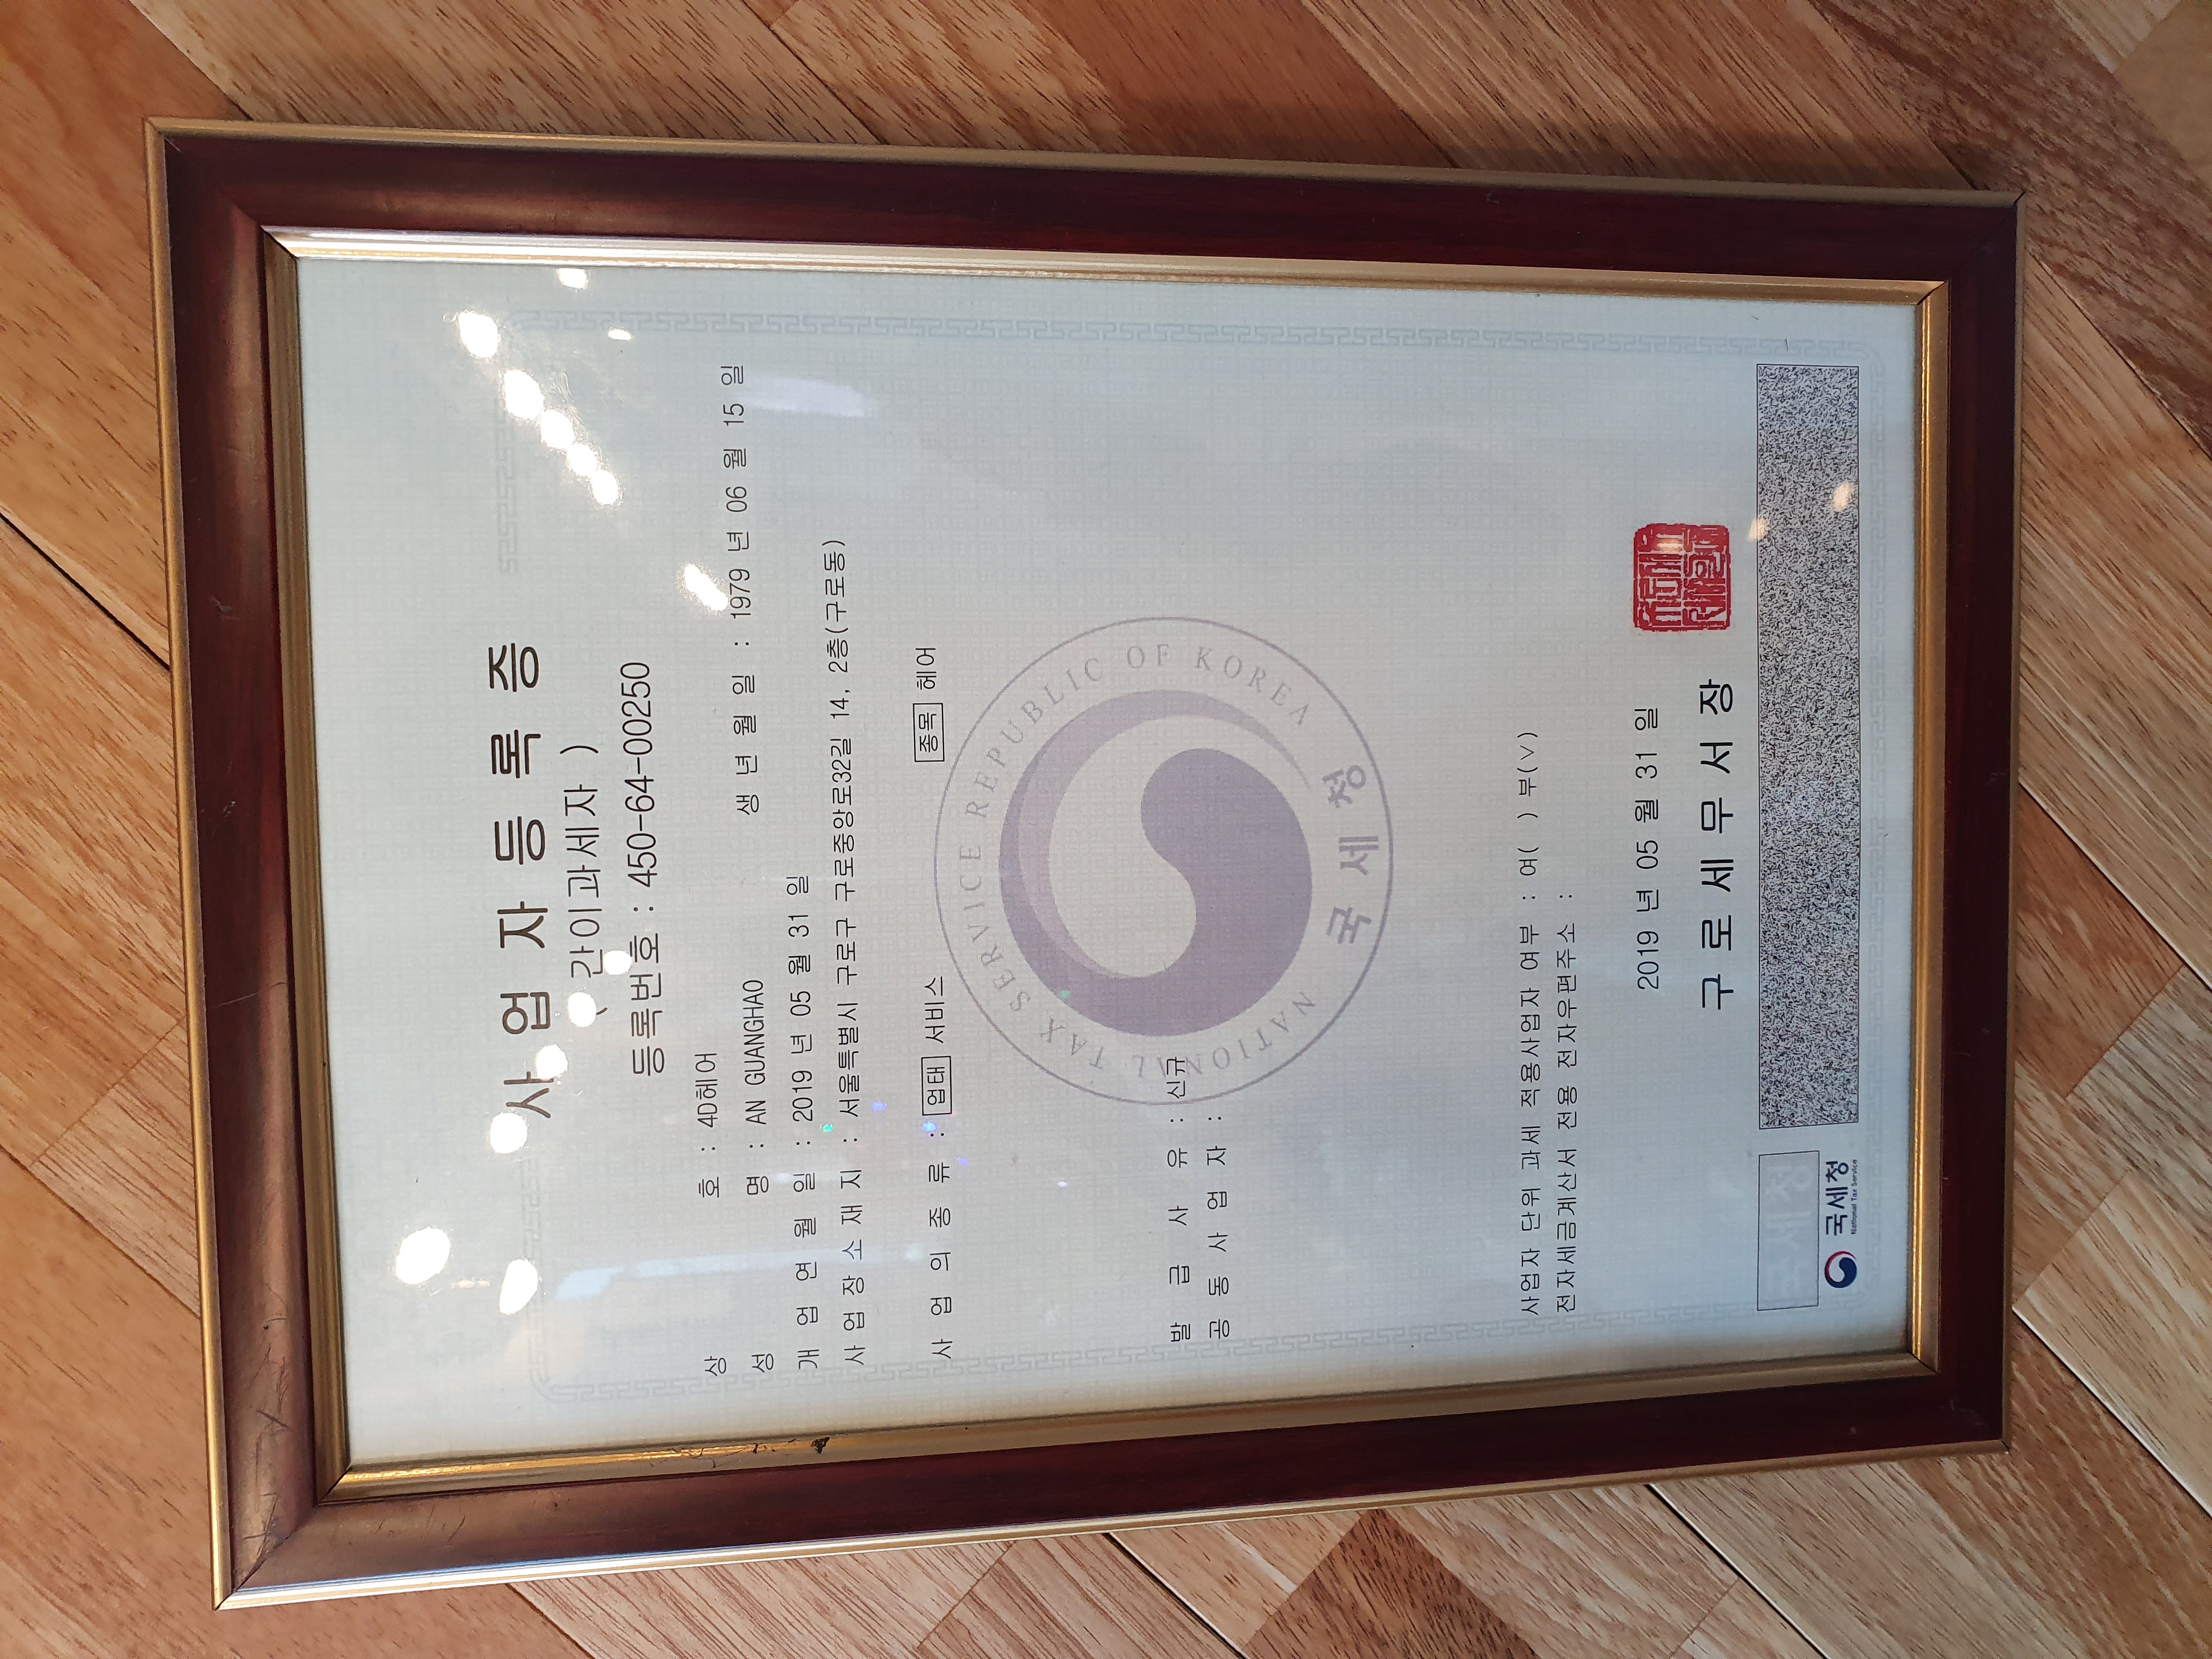 사업자등록증
( 간이과세자 )
등록번호 : 450-64-00250
상 호 : 4D헤어
성 명 : AN GUANGHAO 생 년 월 일 : 1979 년 06 월 15 일
개 업 연 월 일 : 2019 년 05 월 31 일
사 업 장 소 재 지 : 서울특별시 구로구 구로중앙로32길 14, 2층(구로동)
사 업 의 종 류 : 업태 서비스 종목 헤어
NATIONAL TAX SERVICE REPUBLIC OF KOREA
국세청
발 급 사 유 : 신규
공 동 사 업 자 :
사업자 단위 과세 적용사업자 여부 : 여( ) 부(v)
전자세금계산서 전용 전자우편주소 :
2019 년 05 월 31 일
구 로 세 무 서 장
국세청
국세청
National Tax Service